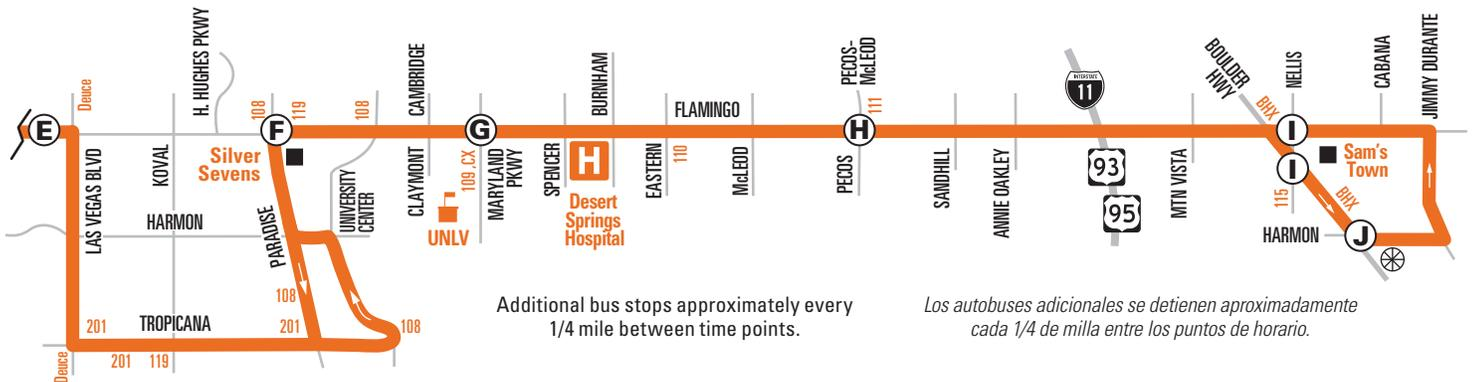 E
Deuce
LAS VEGAS BLVD
KOVAL
H. HUGHES PKWY
108
119
F
Silver
Sevens
HARMON
PARADISE
108
201
TROPICANA
201
119
201
Deuce
108
UNIVERSITY
CENTER
108
CAMBRIDGE
CLAYMONT
G
109 ,CX
MARYLAND
PKWY
UNLV
SPENCER
H
Desert
Springs
Hospital
BURNHAM
EASTERN
110
FLAMINGO
McLEOD
PECOS-
McLEOD
111
H
PECOS
SANDHILL
ANNIE OAKLEY
INTERSTATE
11
93
95
MTN VISTA
BOULDER
HWY
BHX
NELLIS
I
I
115
Sam's
Town
CABANA
JIMMY DURANTE
BHX
HARMON
J
Additional bus stops approximately every
1/4 mile between time points.
Los autobuses adicionales se detienen aproximadamente
cada 1/4 de milla entre los puntos de horario.